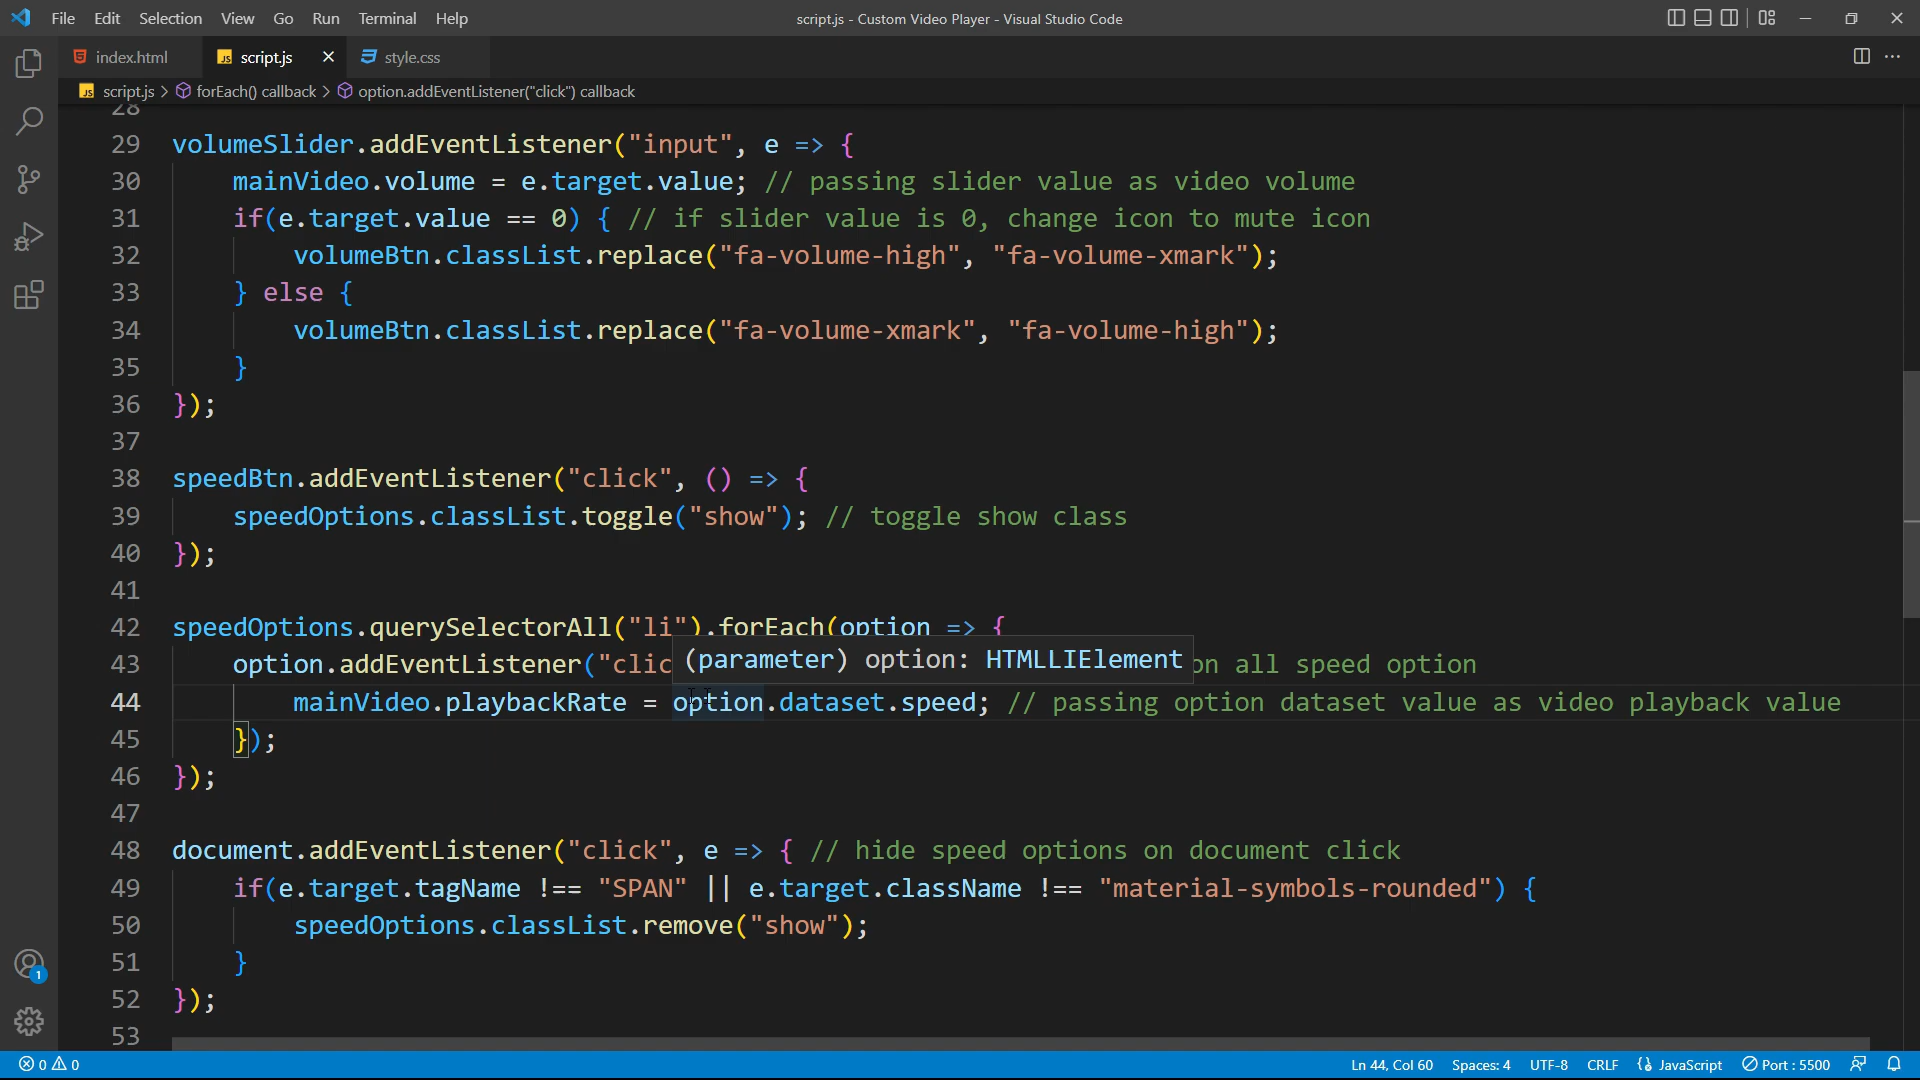 File Edit Selection View Go Run Terminal Help
script.js - Custom Video Player - Visual Studio Code
index.html
JS script.js
style.css
JS script.js > forEach() callback > option.addEventListener("click") callback
28
29 volumeSlider.addEventListener("input", e => {
30 mainVideo.volume = e.target.value; // passing slider value as video volume
31 if(e.target.value == 0) { // if slider value is 0, change icon to mute icon
32 volumeBtn.classList.replace("fa-volume-high", "fa-volume-xmark");
33 } else {
34 volumeBtn.classList.replace("fa-volume-xmark", "fa-volume-high");
35 }
36 });
37
38 speedBtn.addEventListener("click", () => {
39 speedOptions.classList.toggle("show"); // toggle show class
40 });
41
42 speedOptions.querySelectorAll("li").forEach(option => {
(parameter) option: HTMLLIElement
43 option.addEventListener("clic on all speed option
44 mainVideo.playbackRate = option.dataset.speed; // passing option dataset value as video playback value
45 });
46 });
47
48 document.addEventListener("click", e => { // hide speed options on document click
49 if(e.target.tagName !== "SPAN" || e.target.className !== "material-symbols-rounded") {
50 speedOptions.classList.remove("show");
51 }
52 });
53
1
0 0
Ln 44, Col 60 Spaces: 4 UTF-8 CRLF {} JavaScript Port : 5500